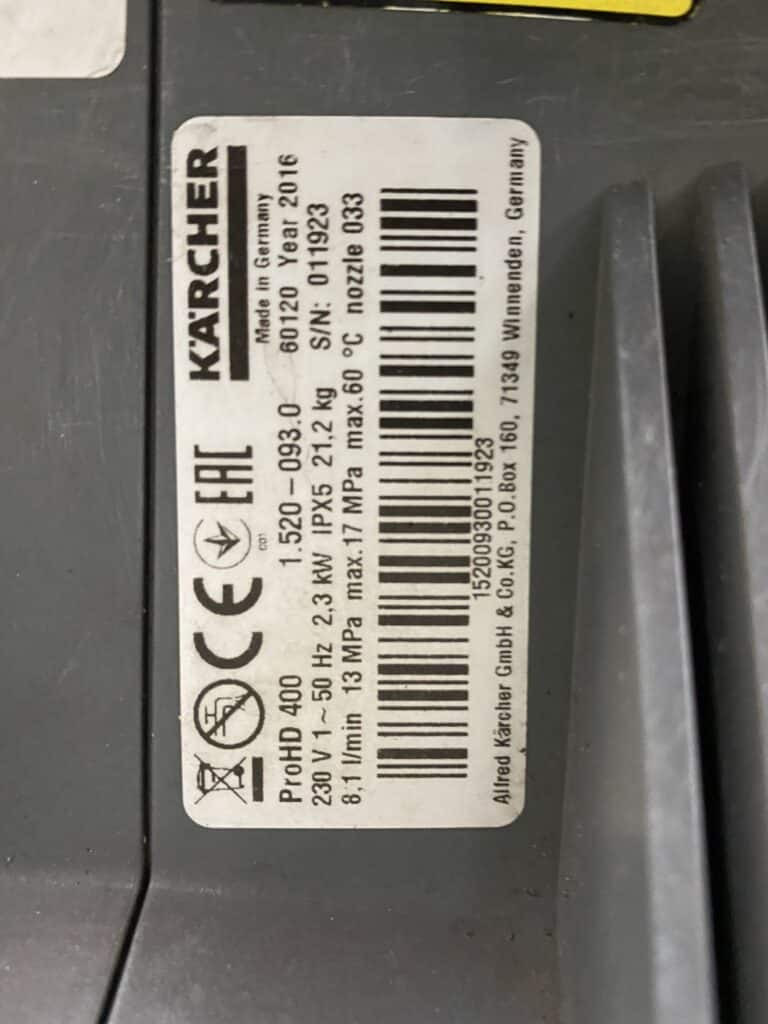 EAC
KÄRCHER
001
Made in Germany
ProHD 400 1.520-093.0 60120 Year 2016
230 V 1~50 Hz 2,3 kW IPX5 21,2 kg S/N: 011923
8,1 l/min 13 MPa max.17 MPa max.60 °C nozzle 033
15200930011923
Alfred Kärcher GmbH & Co.KG, P.O.Box 160, 71349 Winnenden, Germany